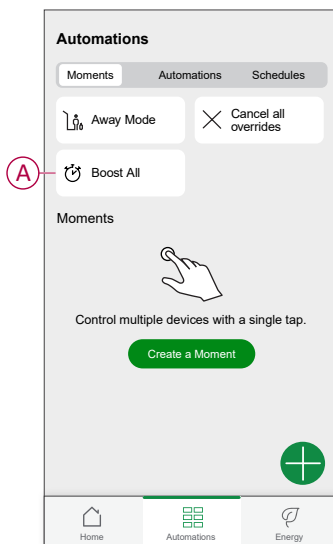 Automations
Moments Automations Schedules
Away Mode
Cancel all
overrides
A
Boost All
Moments
Control multiple devices with a single tap.
Create a Moment
Home Automations Energy